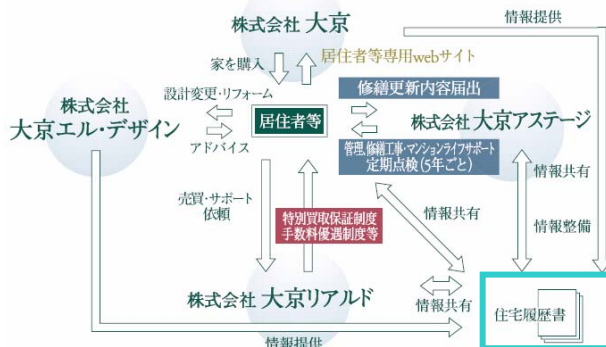 株式会社 大京
情報提供
家を購入
居住者等専用webサイト
設計変更・リフォーム
修繕更新内容届出
株式会社
大京エル・デザイン
居住者等
株式会社 大京アステージ
アドバイス
管理、修繕工事・マンションライフサポート
定期点検(5年ごと)
情報共有
売買・サポート
依頼
特別買取保証制度
手数料優遇制度等
情報共有
情報整備
株式会社 大京リアルド
情報共有
住宅履歴書
情報提供